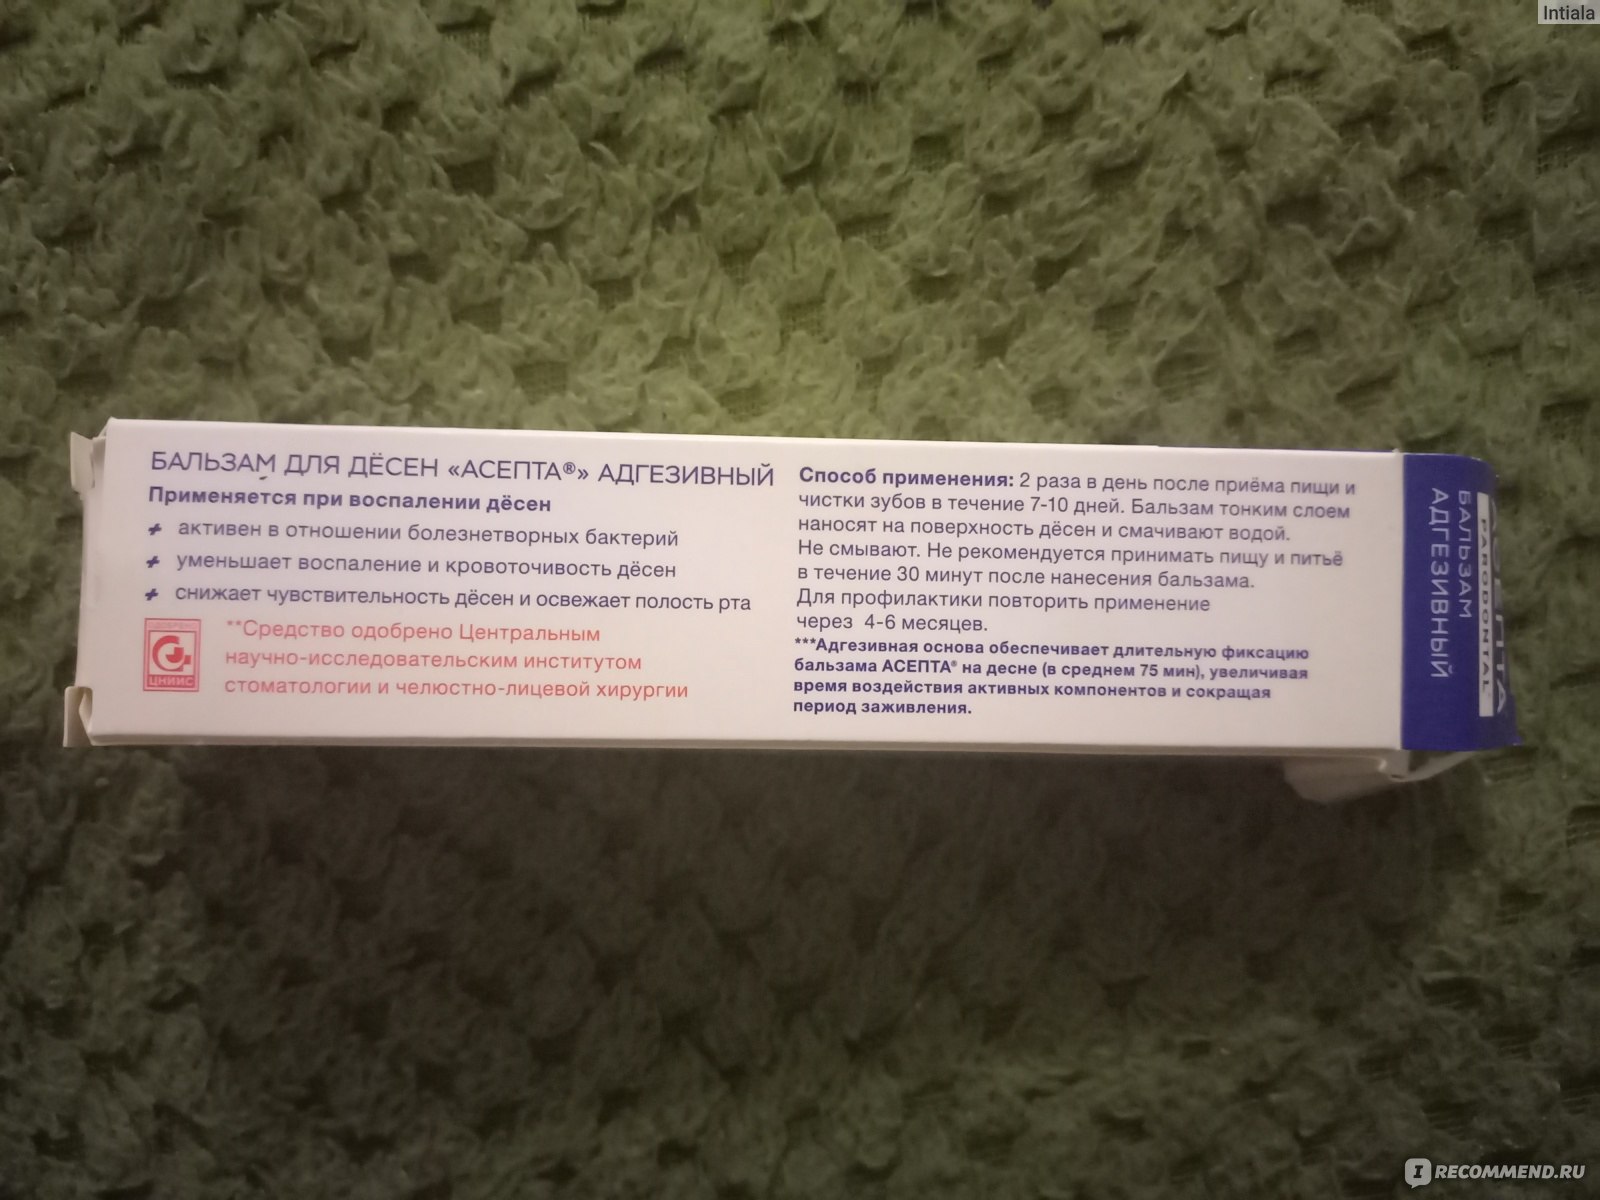 Intiala
БАЛЬЗАМ ДЛЯ ДЁСЕН «АСЕПТА®» АДГЕЗИВНЫЙ
Применяется при воспалении дёсен
активен в отношении болезнетворных бактерий
уменьшает воспаление и кровоточивость дёсен
снижает чувствительность дёсен и освежает полость рта
ОДОБРЕНО
ЦНИИС
**Средство одобрено Центральным
научно-исследовательским институтом
стоматологии и челюстно-лицевой хирургии
Способ применения: 2 раза в день после приёма пищи и
чистки зубов в течение 7-10 дней. Бальзам тонким слоем
наносят на поверхность дёсен и смачивают водой.
Не смывают. Не рекомендуется принимать пищу и питьё
в течение 30 минут после нанесения бальзама.
Для профилактики повторить применение
через 4-6 месяцев.
***Адгезивная основа обеспечивает длительную фиксацию
бальзама АСЕПТА® на десне (в среднем 75 мин), увеличивая
время воздействия активных компонентов и сокращая
период заживления.
PARODONTAL
БАЛЬЗАМ
АДГЕЗИВНЫЙ
IRECOMMEND.RU